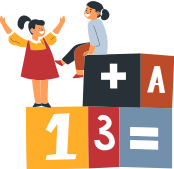 + A
1 3 =